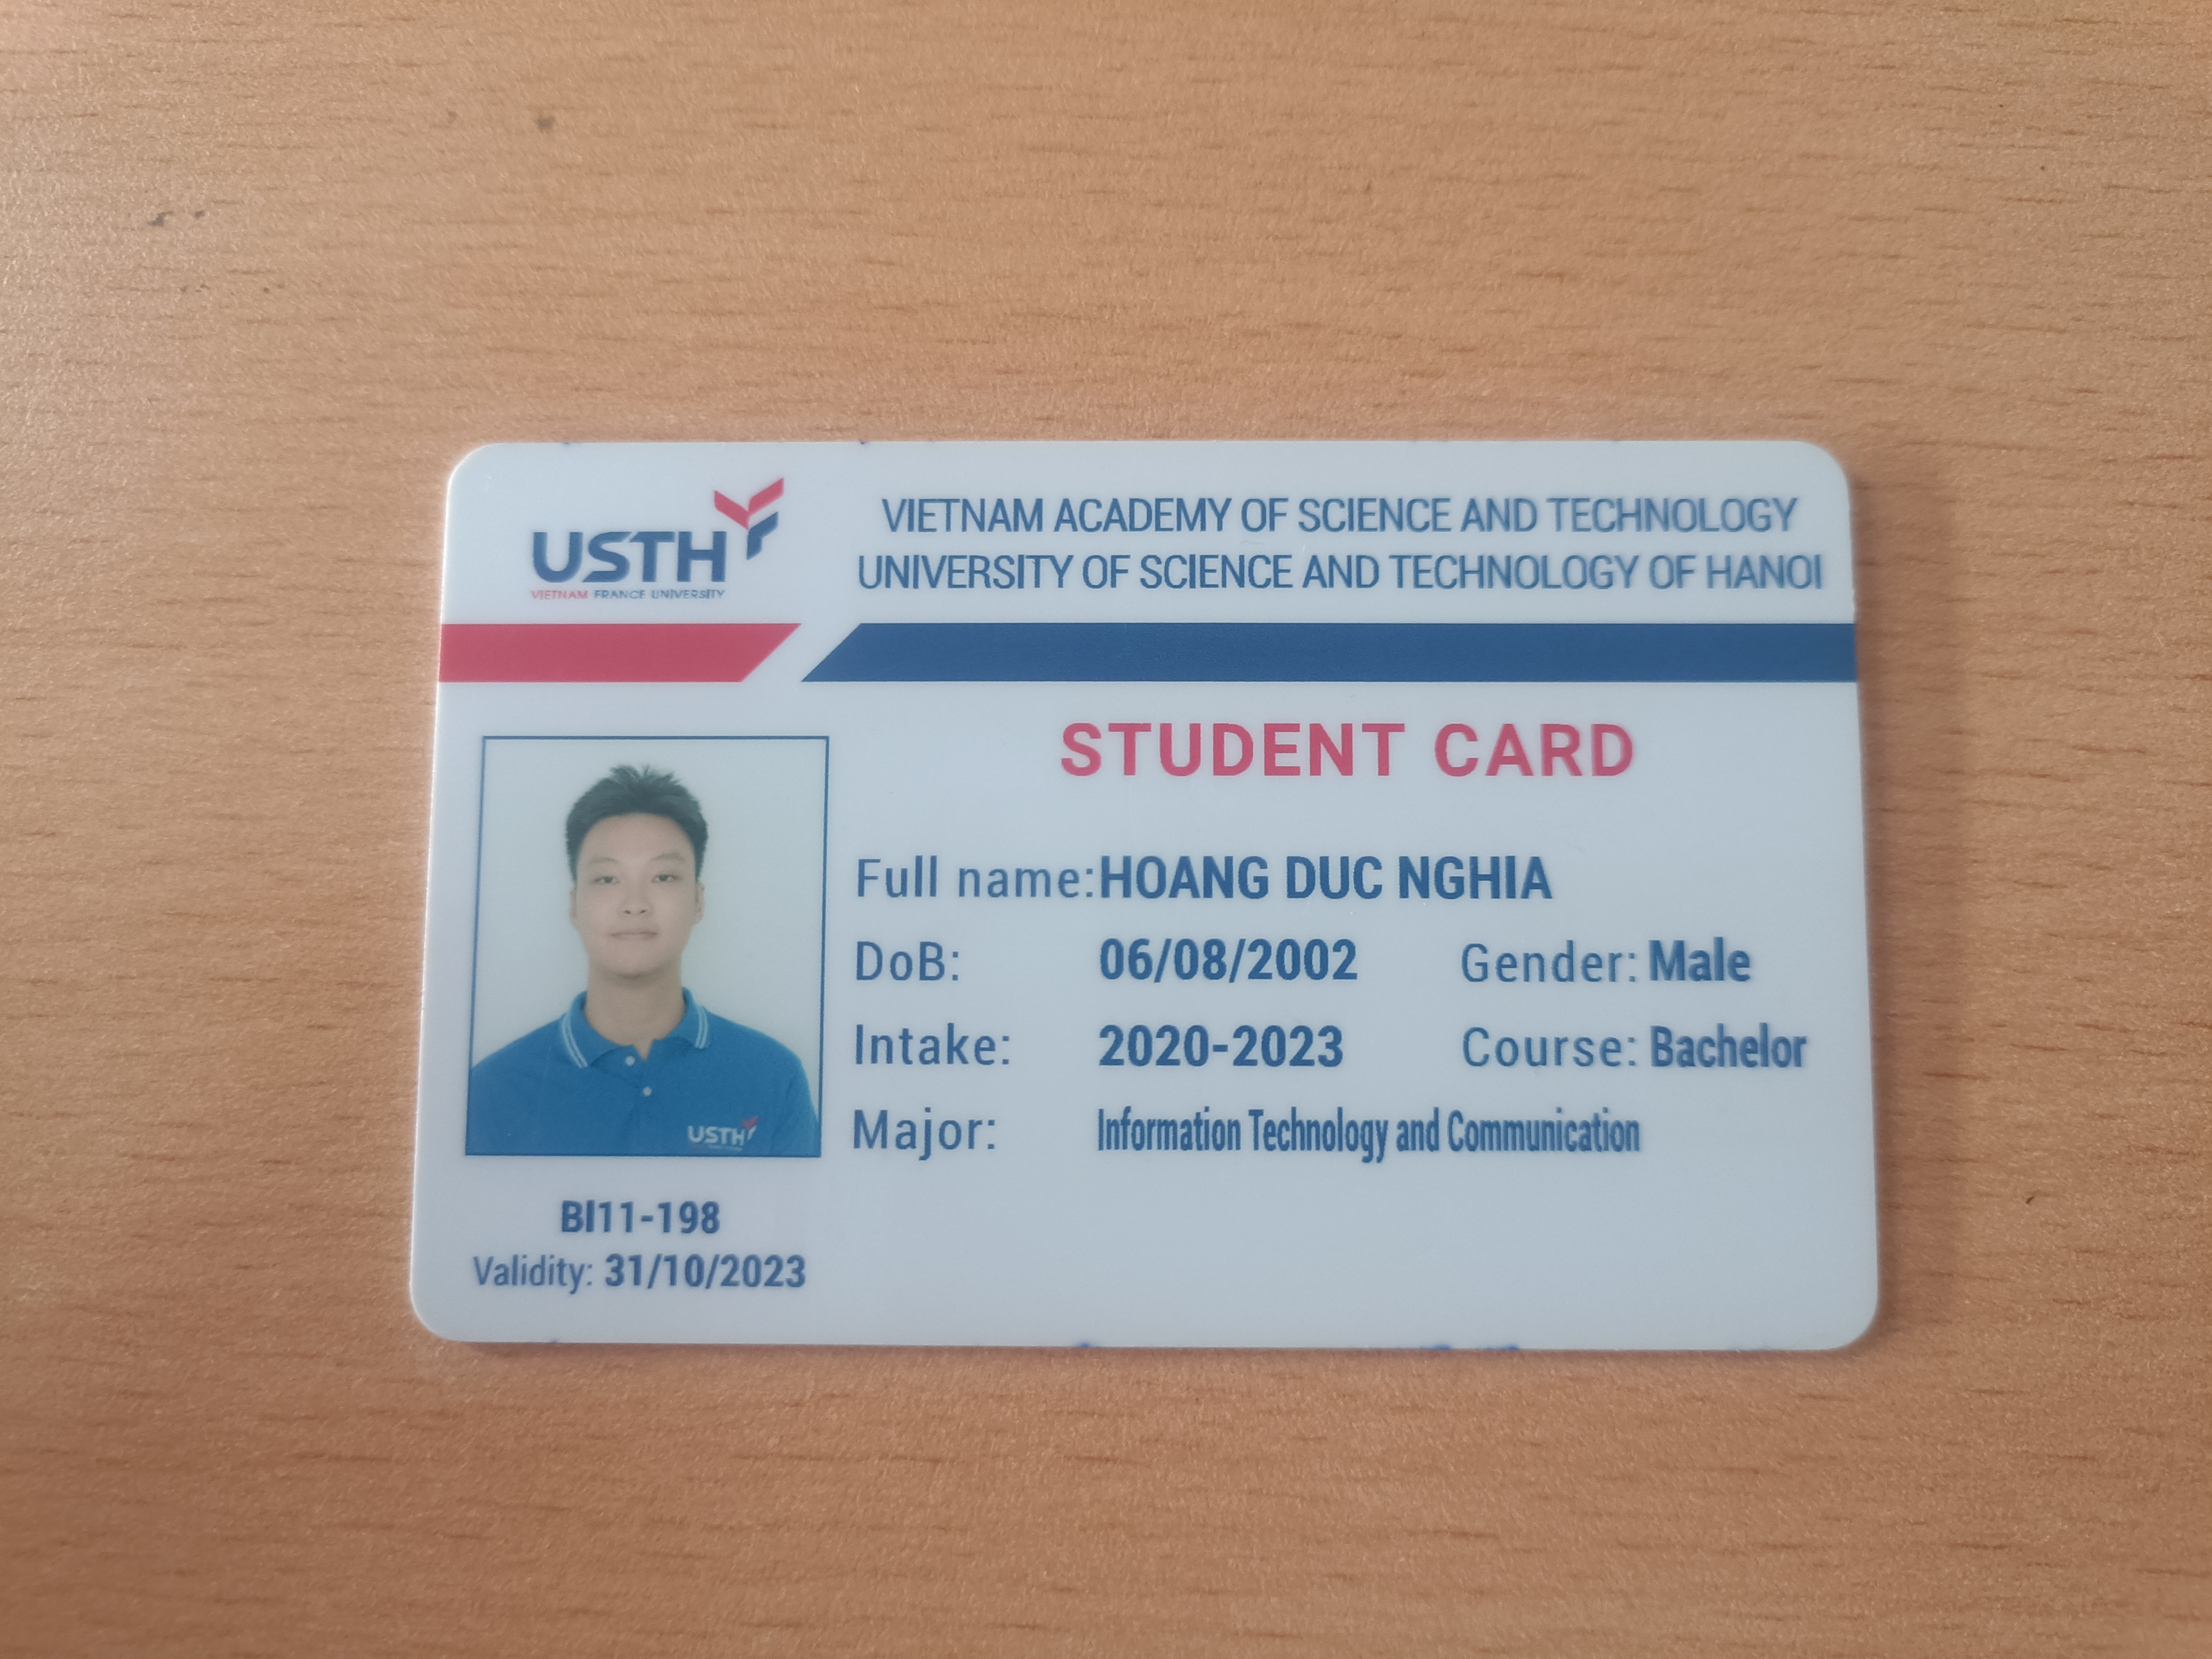 USTH
VIETNAM FRANCE UNIVERSITY
VIETNAM ACADEMY OF SCIENCE AND TECHNOLOGY
UNIVERSITY OF SCIENCE AND TECHNOLOGY OF HANOI
STUDENT CARD
Full name: HOANG DUC NGHIA
DoB: 06/08/2002 Gender: Male
Intake: 2020-2023 Course: Bachelor
Major: Information Technology and Communication
USTH
BI11-198
Validity: 31/10/2023